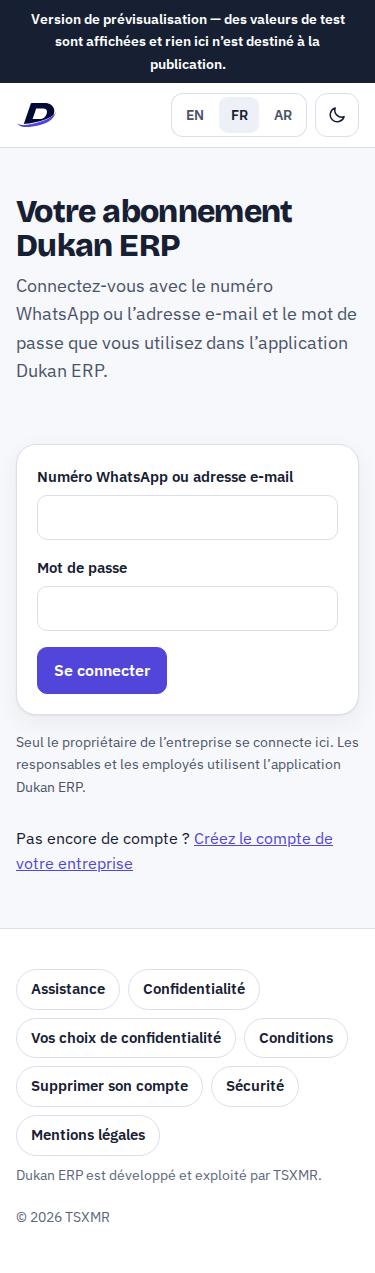 Version de prévisualisation — des valeurs de test
sont affichées et rien ici n’est destiné à la
publication.
D
EN FR AR
Votre abonnement
Dukan ERP
Connectez-vous avec le numéro
WhatsApp ou l’adresse e-mail et le mot de
passe que vous utilisez dans l’application
Dukan ERP.
Numéro WhatsApp ou adresse e-mail
Mot de passe
Se connecter
Seul le propriétaire de l’entreprise se connecte ici. Les
responsables et les employés utilisent l’application
Dukan ERP.
Pas encore de compte ? Créez le compte de
votre entreprise
Assistance Confidentialité
Vos choix de confidentialité Conditions
Supprimer son compte Sécurité
Mentions légales
Dukan ERP est développé et exploité par TSXMR.
© 2026 TSXMR